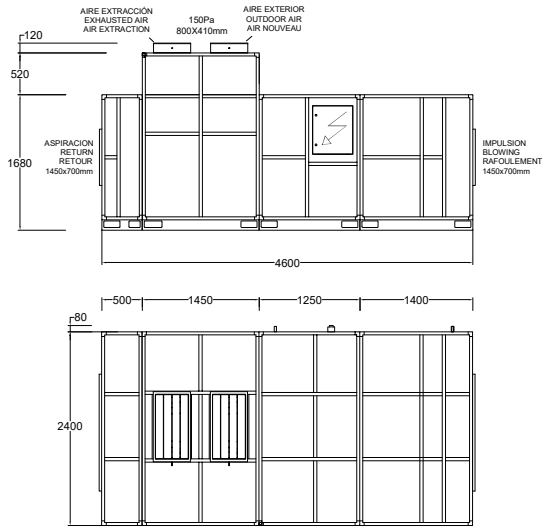 AIRE EXTRACCIÓN
EXHAUSTED AIR
AIR EXTRACTION
150Pa
800X410mm
AIRE EXTERIOR
OUTDOOR AIR
AIR NOUVEAU
120
520
1680
ASPIRACION
RETURN
RETOUR
1450x700mm
IMPULSION
BLOWING
RAFOULEMENT
1450x700mm
4600
500
1450
1250
1400
80
2400